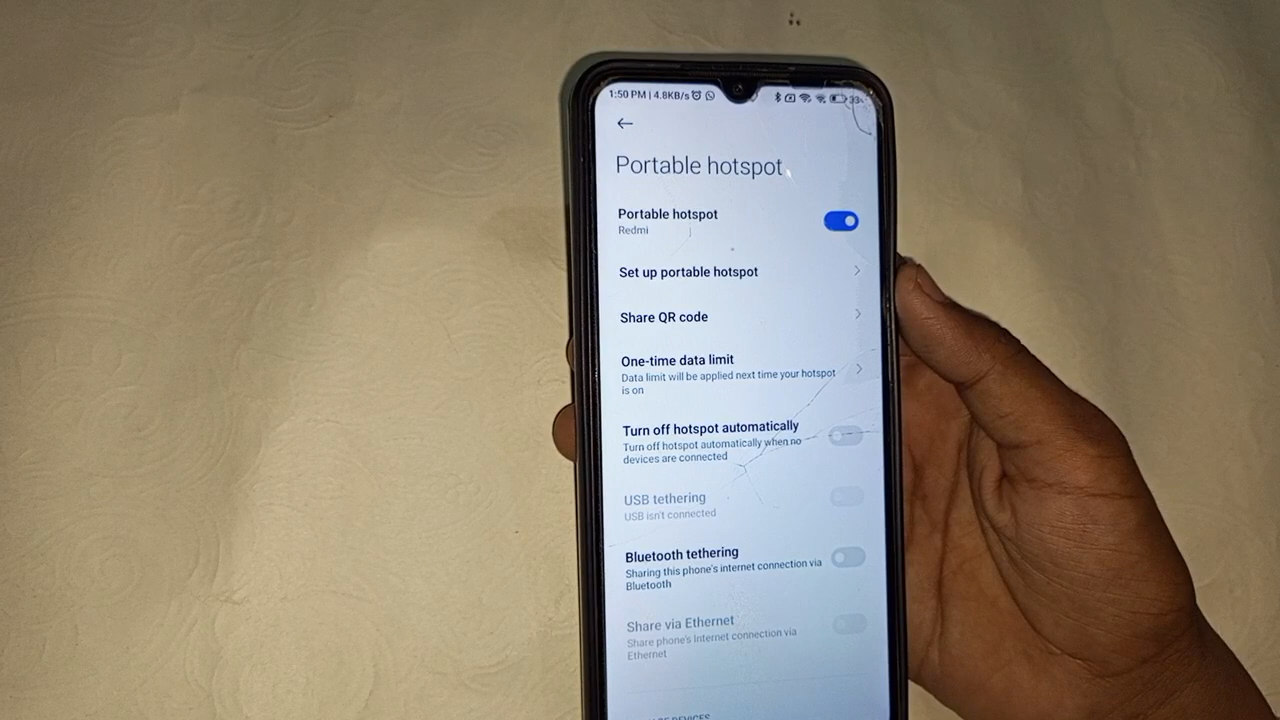 1:50 PM | 4.8KB/s
33
Portable hotspot
Portable hotspot
Redmi
Set up portable hotspot
Share QR code
One-time data limit
Data limit will be applied next time your hotspot
is on
Turn off hotspot automatically
Turn off hotspot automatically when no
devices are connected
USB tethering
USB isn't connected
Bluetooth tethering
Sharing this phone's internet connection via
Bluetooth
Share via Ethernet
Share phone's Internet connection via
Ethernet
DEVICES